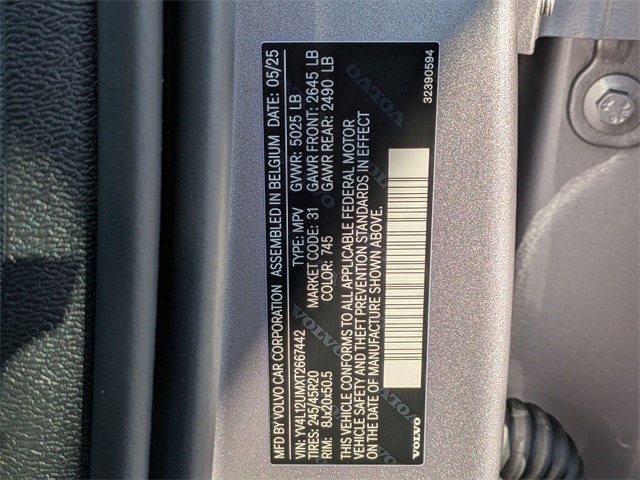 MFD BY VOLVO CAR CORPORATION ASSEMBLED IN BELGIUM DATE: 05/25
VIN: YV4L12UMXT2667442 TYPE: MPV GVWR: 5025 LB
TIRES: 245/45R20 MARKET CODE: 31 GAWR FRONT: 2645 LB
RIM: 8Jx20x50.5 COLOR: 745 GAWR REAR: 2490 LB
THIS VEHICLE CONFORMS TO ALL APPLICABLE FEDERAL MOTOR
VEHICLE SAFETY AND THEFT PREVENTION STANDARDS IN EFFECT
ON THE DATE OF MANUFACTURE SHOWN ABOVE.
VOLVO
32390594
VOLVO
VOLVO
VOLVO